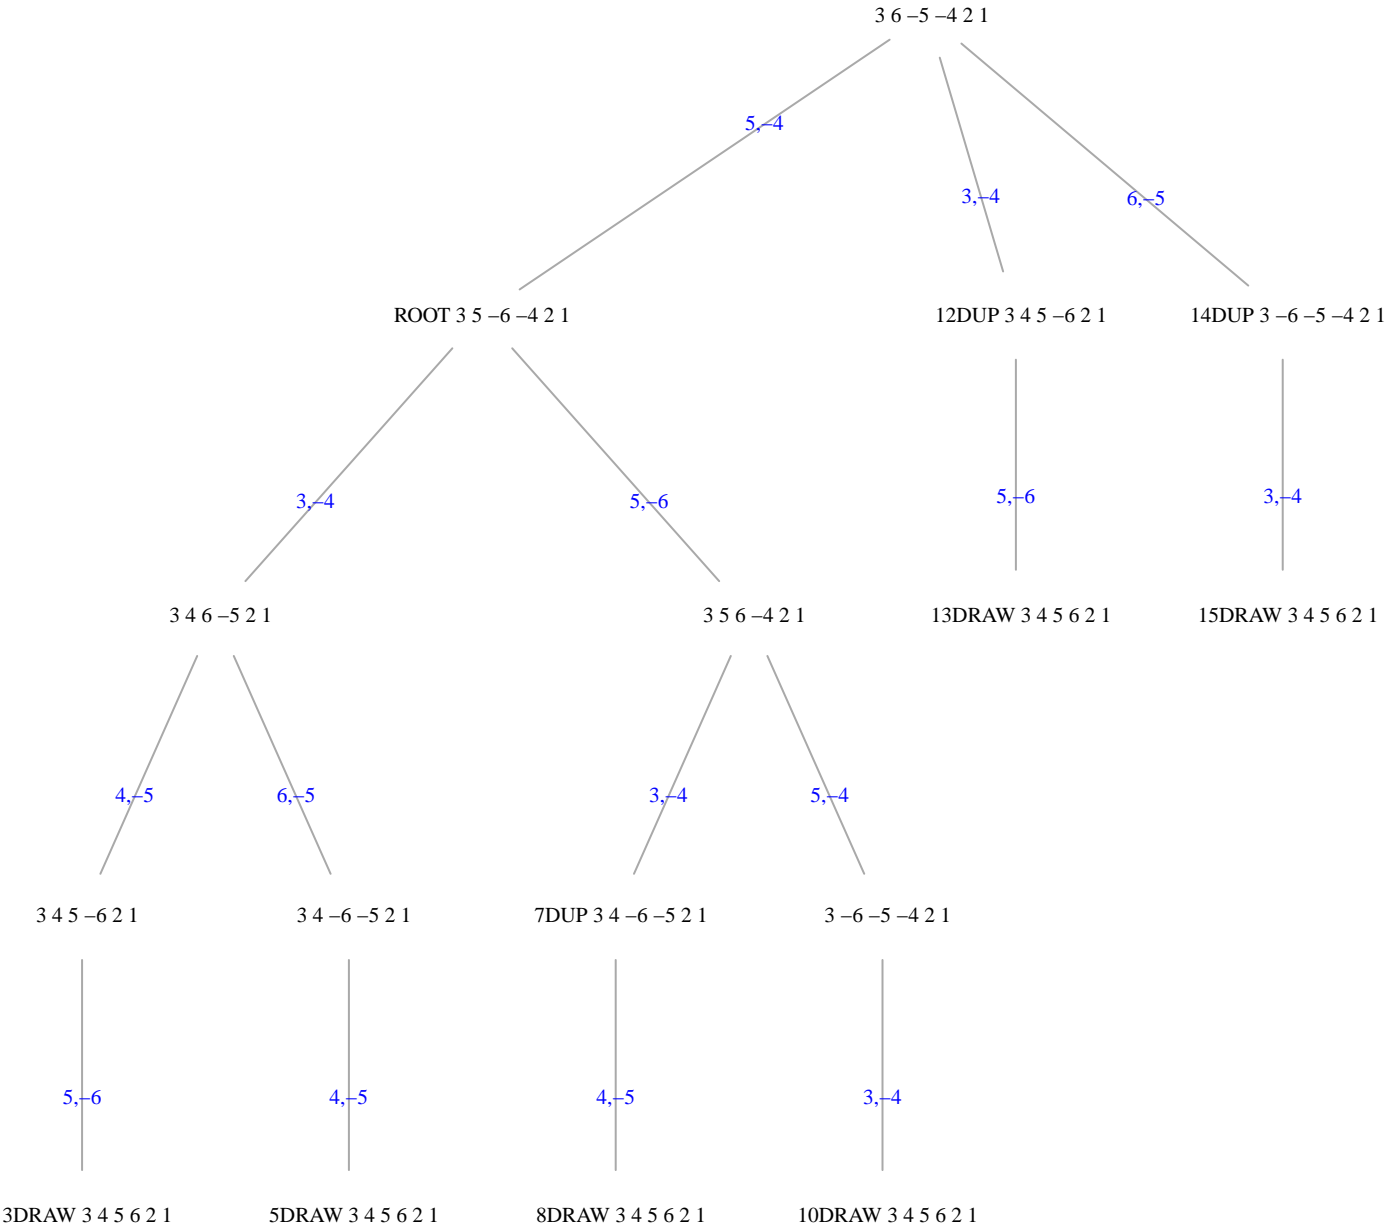 3 6 –5 –4 2 1
5,–4
3,–4
6,–5
ROOT 3 5 –6 –4 2 1
12DUP 3 4 5 –6 2 1
14DUP 3 –6 –5 –4 2 1
3,–4
5,–6
5,–6
3,–4
3 4 6 –5 2 1
3 5 6 –4 2 1
13DRAW 3 4 5 6 2 1
15DRAW 3 4 5 6 2 1
4,–5
6,–5
3,–4
5,–4
3 4 5 –6 2 1
3 4 –6 –5 2 1
7DUP 3 4 –6 –5 2 1
3 –6 –5 –4 2 1
5,–6
4,–5
4,–5
3,–4
3DRAW 3 4 5 6 2 1
5DRAW 3 4 5 6 2 1
8DRAW 3 4 5 6 2 1
10DRAW 3 4 5 6 2 1